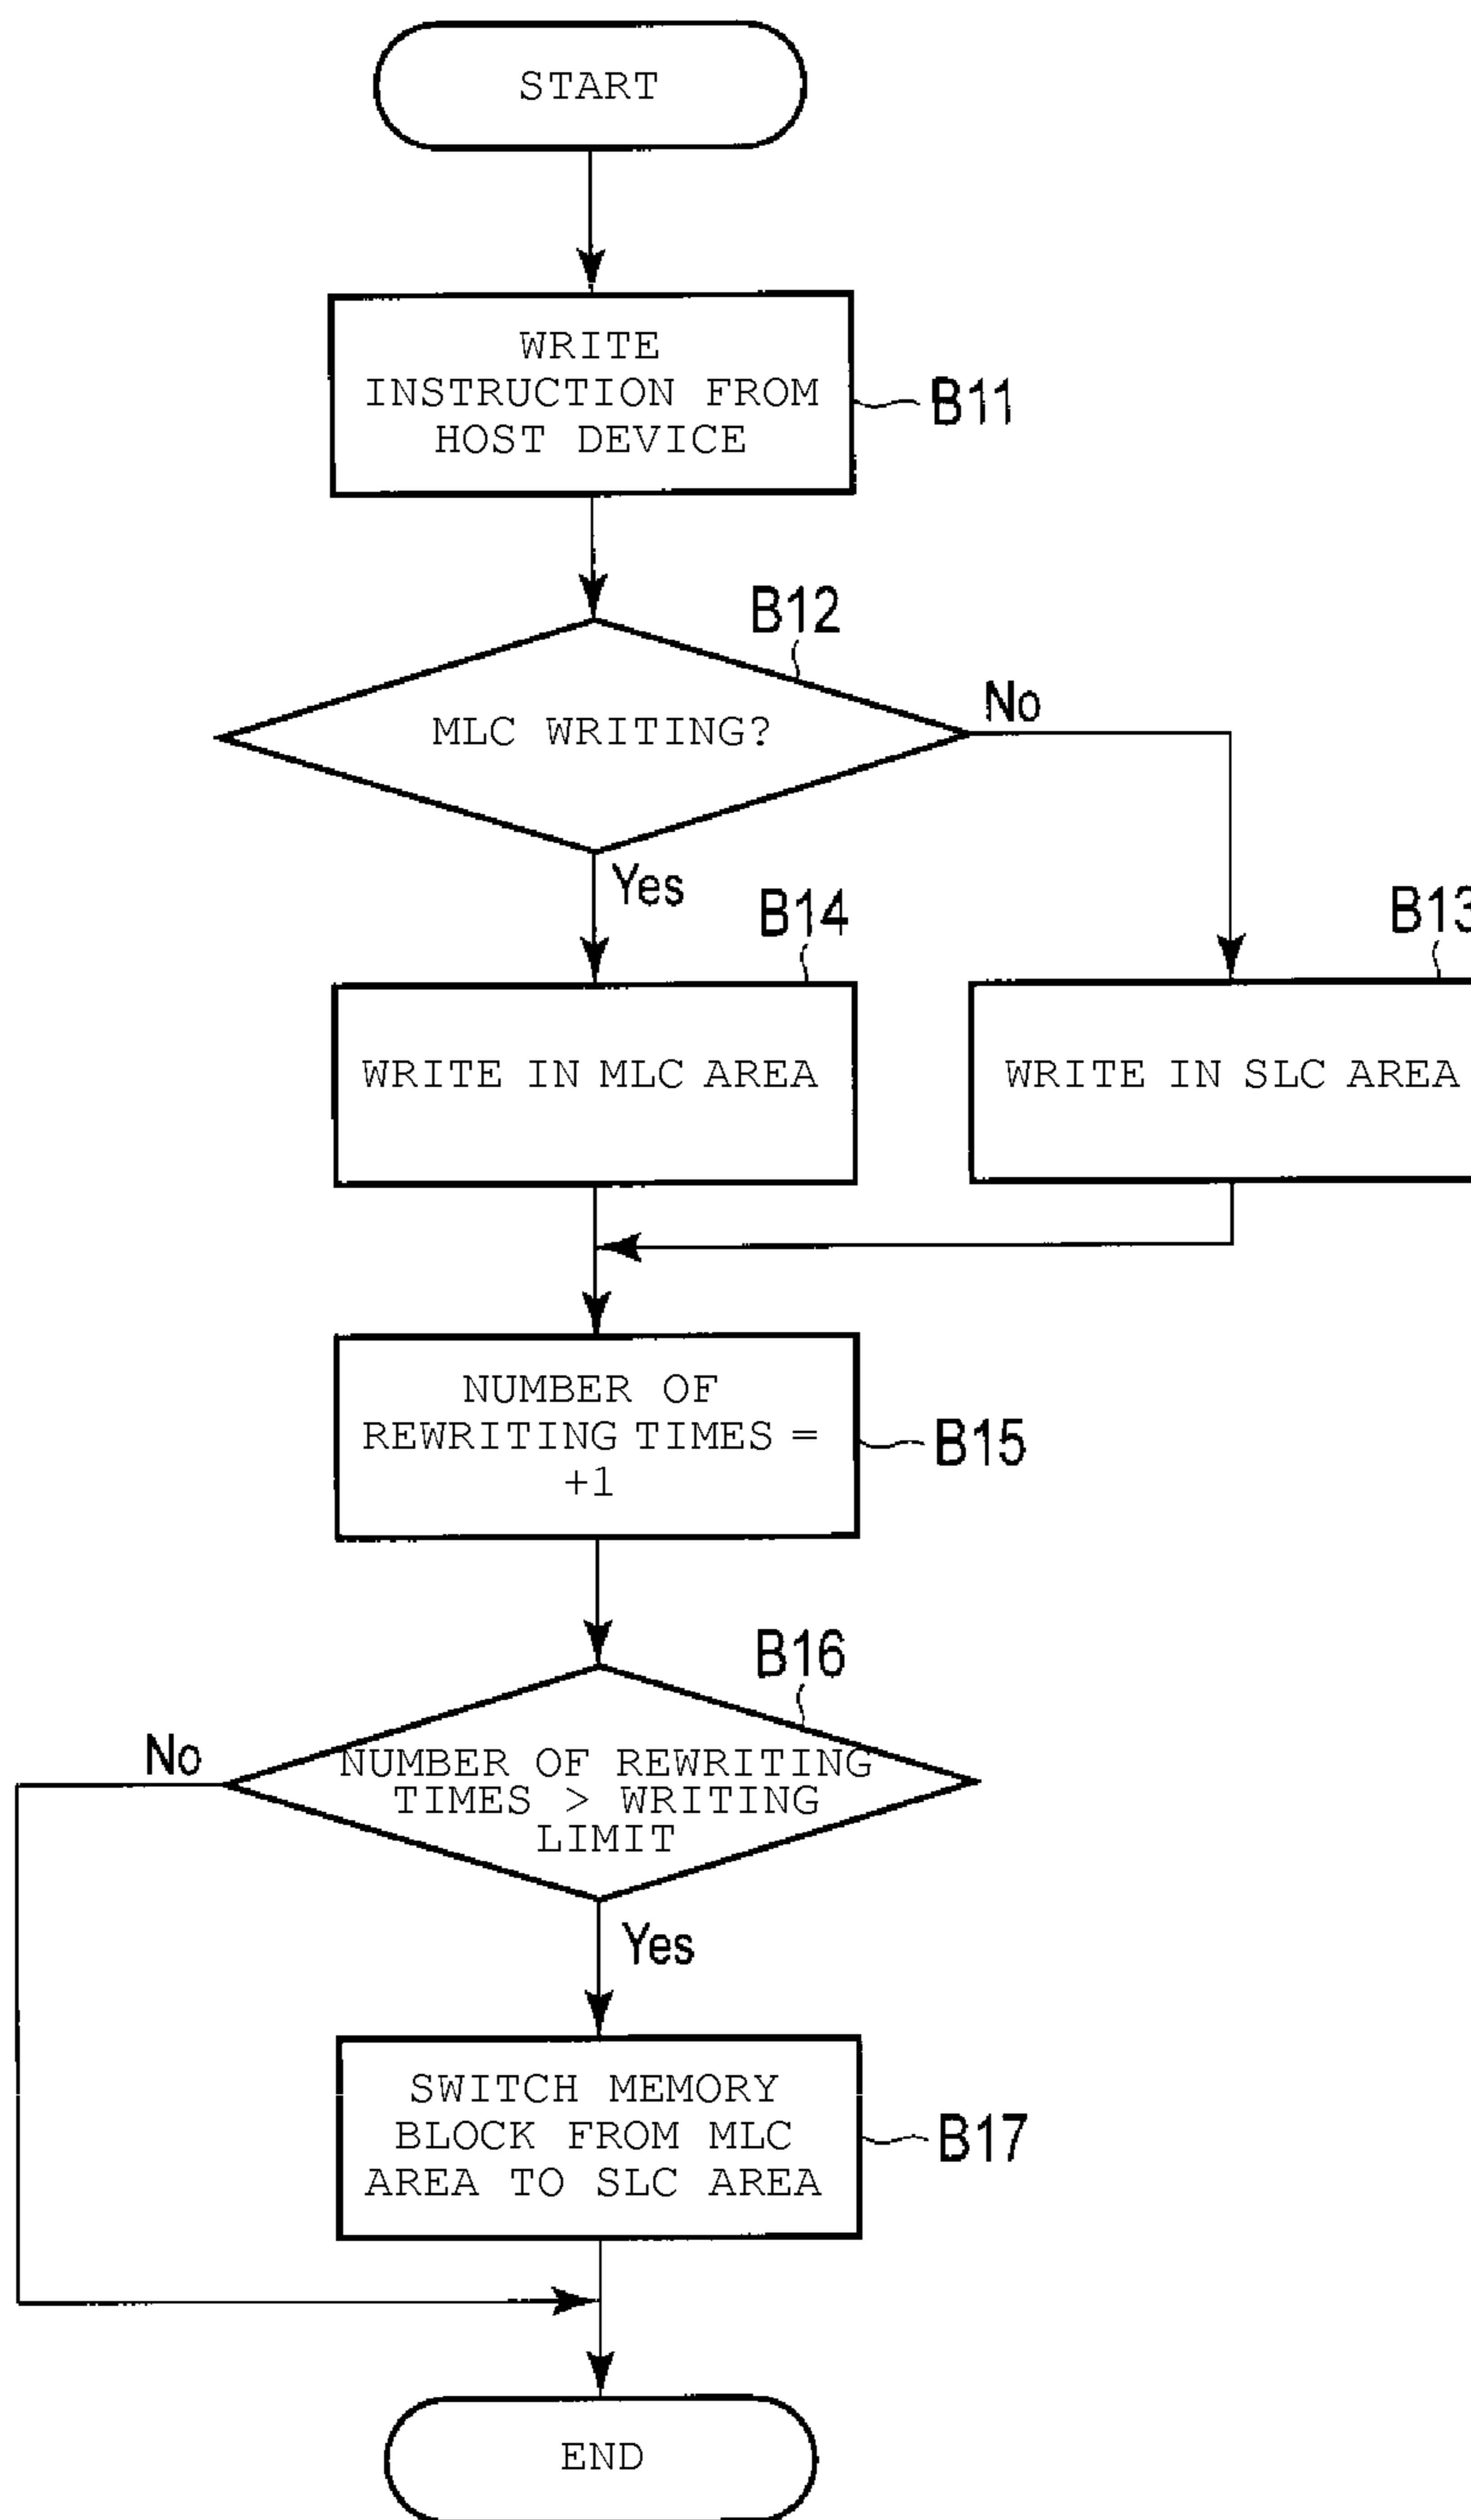 START
WRITE
INSTRUCTION FROM
HOST DEVICE
B11
B12
MLC WRITING?
No
Yes
B14
B13
WRITE IN MLC AREA
WRITE IN SLC AREA
NUMBER OF
REWRITING TIMES =
+1
B15
B16
No
NUMBER OF REWRITING
TIMES > WRITING
LIMIT
Yes
SWITCH MEMORY
BLOCK FROM MLC
AREA TO SLC AREA
B17
END